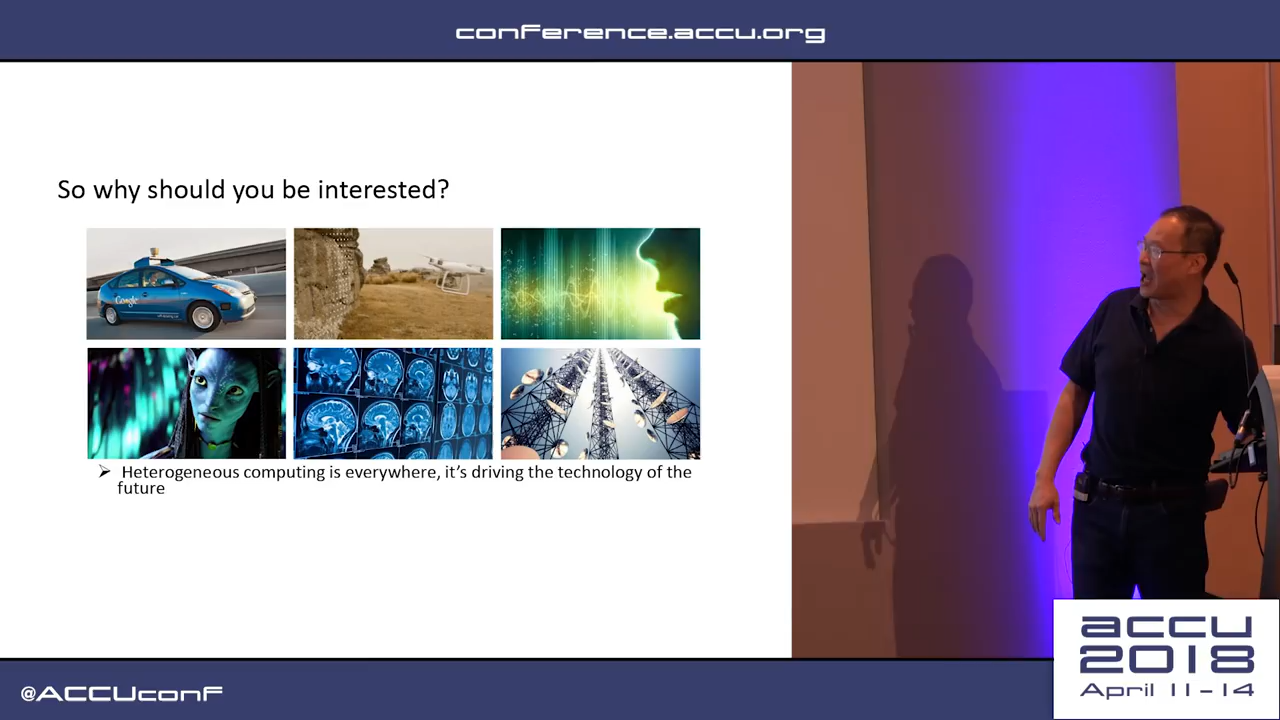 conference.accu.org
So why should you be interested?
Google
➢ Heterogeneous computing is everywhere, it's driving the technology of the
future
accu
2018
April 11-14
@ACCUconf